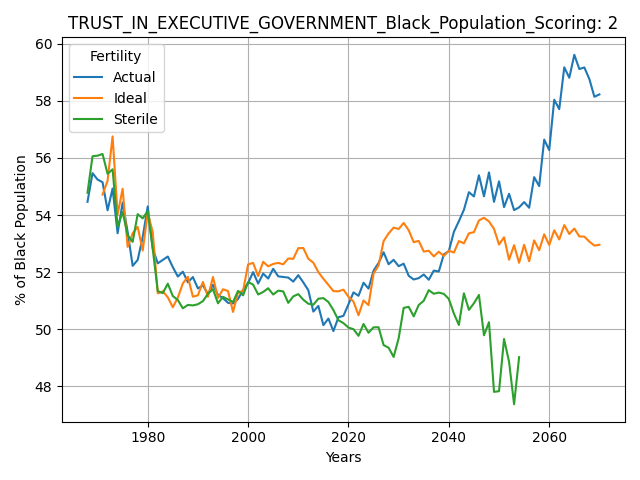 TRUST_IN_EXECUTIVE_GOVERNMENT_Black_Population_Scoring: 2
Fertility
Actual
Ideal
Sterile
% of Black Population
60
58
56
54
52
50
48
1980
2000
2020
2040
2060
Years